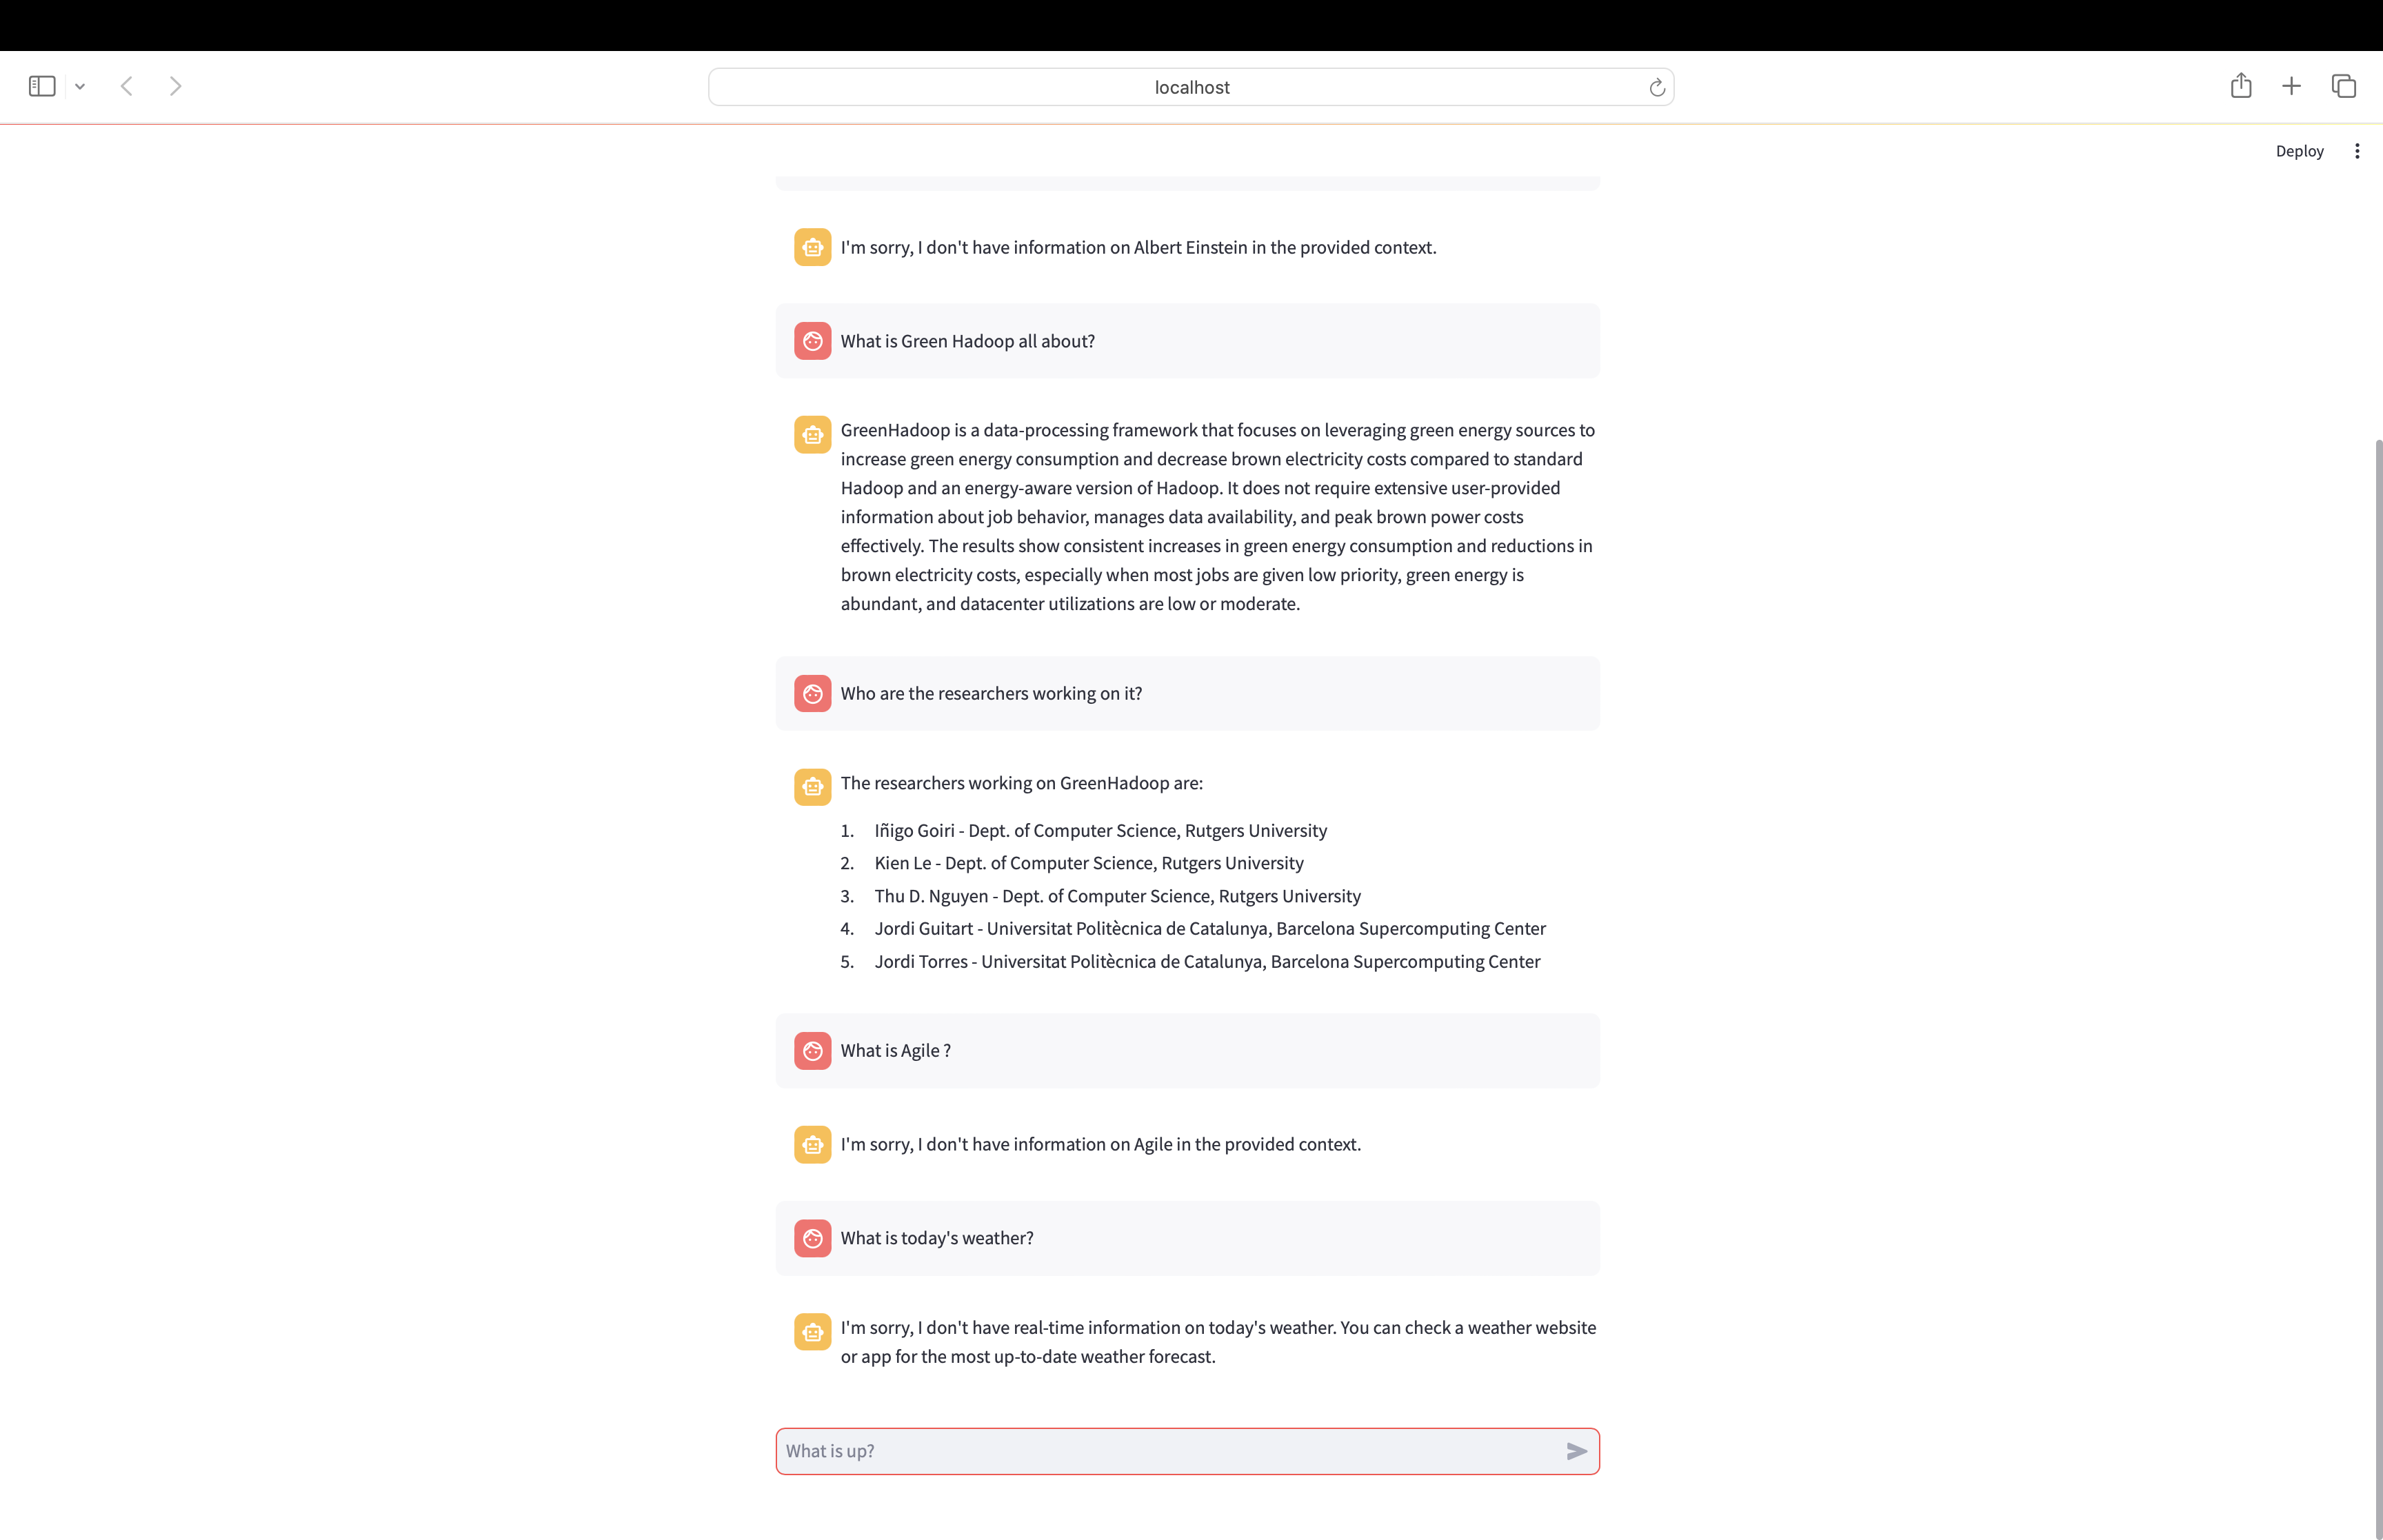 localhost
Deploy
I'm sorry, I don't have information on Albert Einstein in the provided context.
What is Green Hadoop all about?
GreenHadoop is a data-processing framework that focuses on leveraging green energy sources to
increase green energy consumption and decrease brown electricity costs compared to standard
Hadoop and an energy-aware version of Hadoop. It does not require extensive user-provided
information about job behavior, manages data availability, and peak brown power costs
effectively. The results show consistent increases in green energy consumption and reductions in
brown electricity costs, especially when most jobs are given low priority, green energy is
abundant, and datacenter utilizations are low or moderate.
Who are the researchers working on it?
The researchers working on GreenHadoop are:
1. Iñigo Goiri - Dept. of Computer Science, Rutgers University
2. Kien Le - Dept. of Computer Science, Rutgers University
3. Thu D. Nguyen - Dept. of Computer Science, Rutgers University
4. Jordi Guitart - Universitat Politècnica de Catalunya, Barcelona Supercomputing Center
5. Jordi Torres - Universitat Politècnica de Catalunya, Barcelona Supercomputing Center
What is Agile ?
I'm sorry, I don't have information on Agile in the provided context.
What is today's weather?
I'm sorry, I don't have real-time information on today's weather. You can check a weather website
or app for the most up-to-date weather forecast.
What is up?